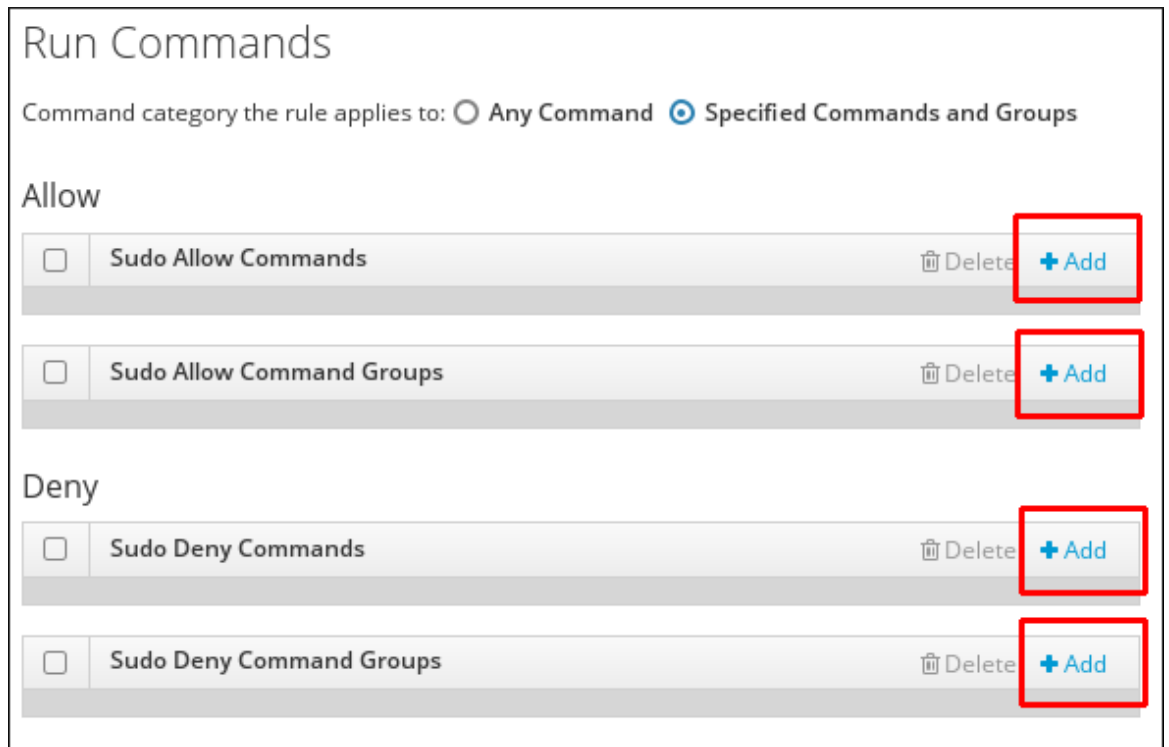 Run Commands
Command category the rule applies to: Any Command Specified Commands and Groups
Allow
Sudo Allow Commands Delete Add
Sudo Allow Command Groups Delete Add
Deny
Sudo Deny Commands Delete Add
Sudo Deny Command Groups Delete Add